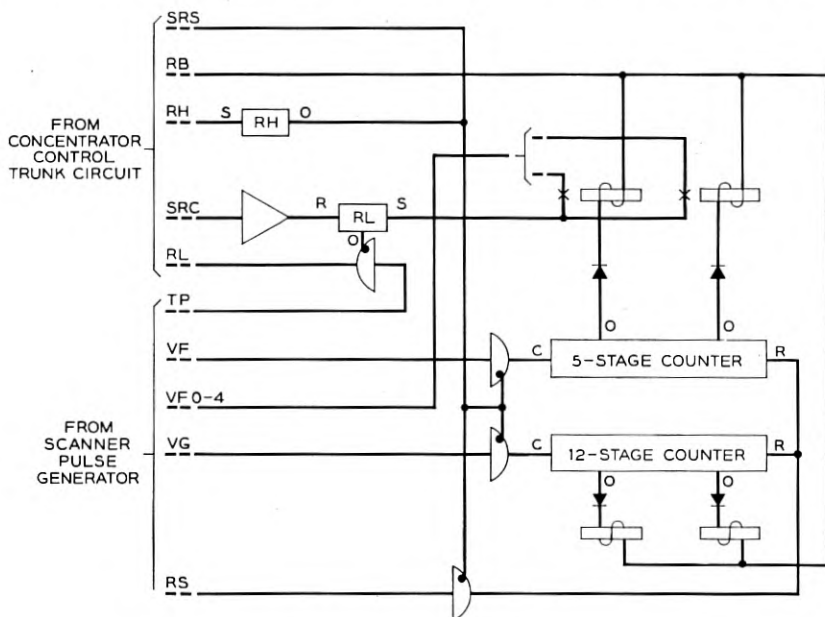 SRS
RB
FROM
CONCENTRATOR
CONTROL
TRUNK CIRCUIT
RH
S
RH
O
SRC
R
RL
S
O
RL
TP
O
O
VF
C
5-STAGE COUNTER
R
VF 0-4
FROM
SCANNER
PULSE
GENERATOR
VG
C
12-STAGE COUNTER
R
O
O
RS